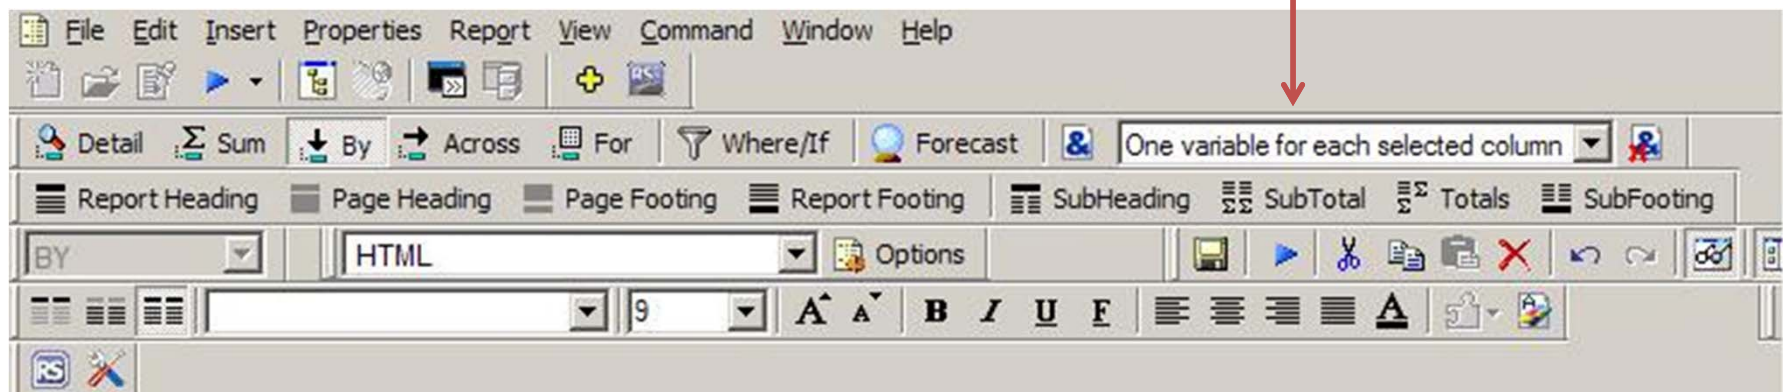 File Edit Insert Properties Report View Command Window Help
RS
Detail Sum By Across For Where/If Forecast & One variable for each selected column &
Report Heading Page Heading Page Footing Report Footing SubHeading SubTotal Totals SubFooting
BY HTML Options
9 A A B I U F A
RS